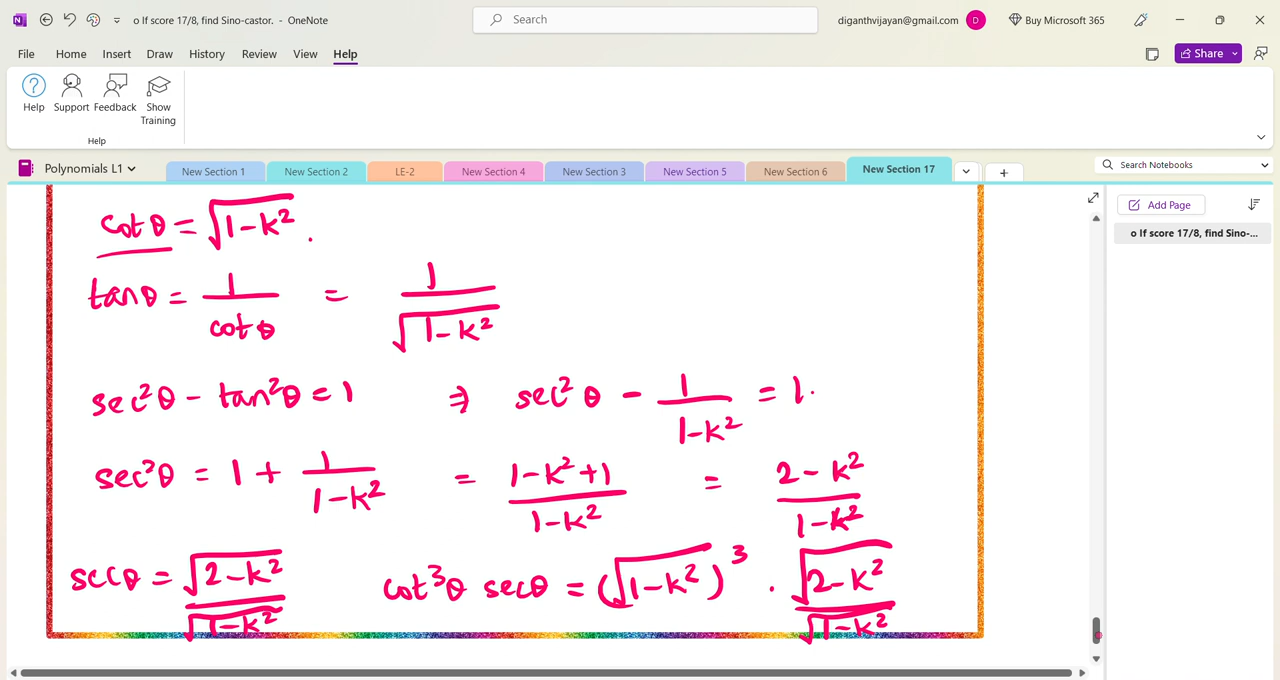 o If score 17/8, find Sino-castor. - OneNote
Search
diganthvijayan@gmail.com D
Buy Microsoft 365
File Home Insert Draw History Review View Help
Share
Help Support Feedback Show Training
Help
Polynomials L1
New Section 1 New Section 2 LE-2 New Section 4 New Section 3 New Section 5 New Section 6 New Section 17 +
Search Notebooks
Add Page
o If score 17/8, find Sino-...
cot θ = √(1-k²).
tan θ = 1/cot θ = 1/√(1-k²)
sec²θ - tan²θ = 1 ⇒ sec²θ - 1/(1-k²) = 1.
sec²θ = 1 + 1/(1-k²) = (1-k²+1)/(1-k²) = (2-k²)/(1-k²)
secθ = √(2-k²)/√(1-k²) cot³θ secθ = (√(1-k²))³ . √(2-k²)/√(1-k²)